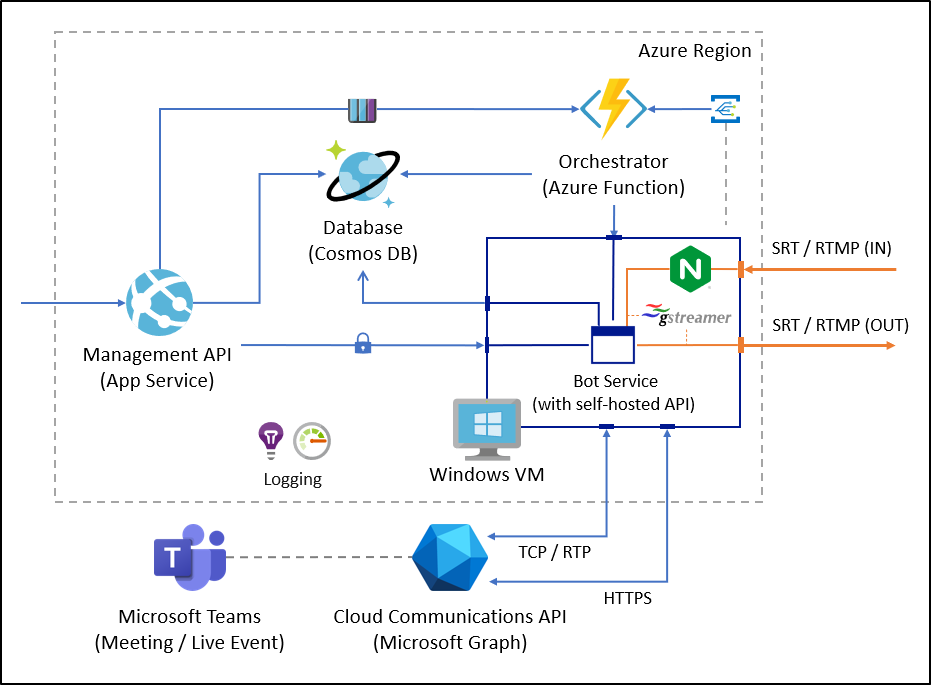 Azure Region
Orchestrator
(Azure Function)
Database
(Cosmos DB)
SRT / RTMP (IN)
N
gstreamer
SRT / RTMP (OUT)
Management API
(App Service)
Bot Service
(with self-hosted API)
Logging
Windows VM
TCP / RTP
T
HTTPS
Microsoft Teams
(Meeting / Live Event)
Cloud Communications API
(Microsoft Graph)